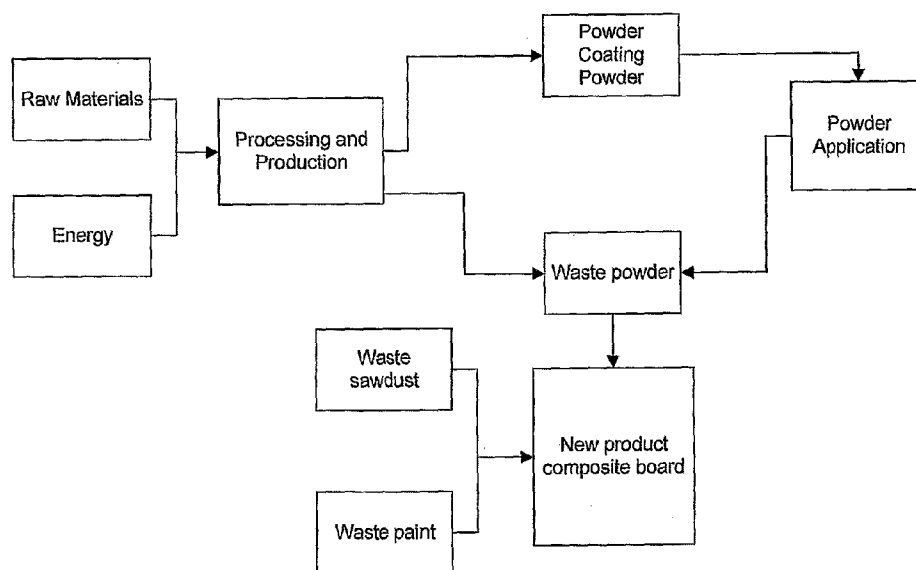 Powder
Coating
Powder
Raw Materials
Processing and
Production
Powder
Application
Energy
Waste powder
Waste
sawdust
New product
composite board
Waste paint